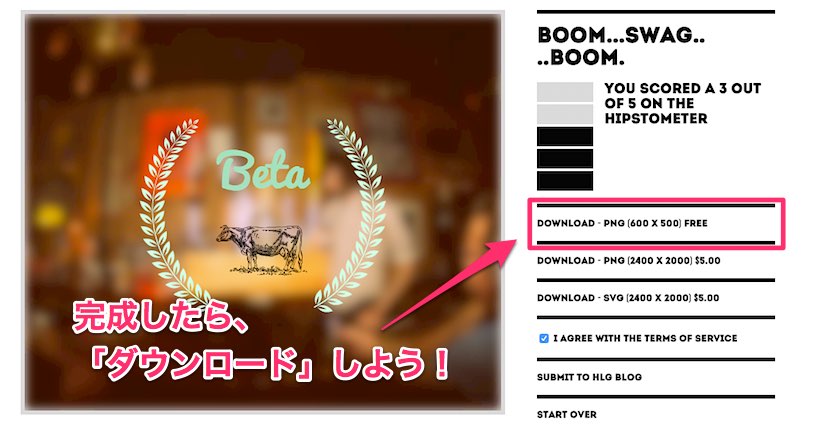 Beta
完成したら、
「ダウンロード」しよう！
BOOM...SWAG..
..BOOM.
YOU SCORED A 3 OUT
OF 5 ON THE
HIPSTOMETER
DOWNLOAD - PNG (600 X 500) FREE
DOWNLOAD - PNG (2400 X 2000) $5.00
DOWNLOAD - SVG (2400 X 2000) $5.00
I AGREE WITH THE TERMS OF SERVICE
SUBMIT TO HLG BLOG
START OVER